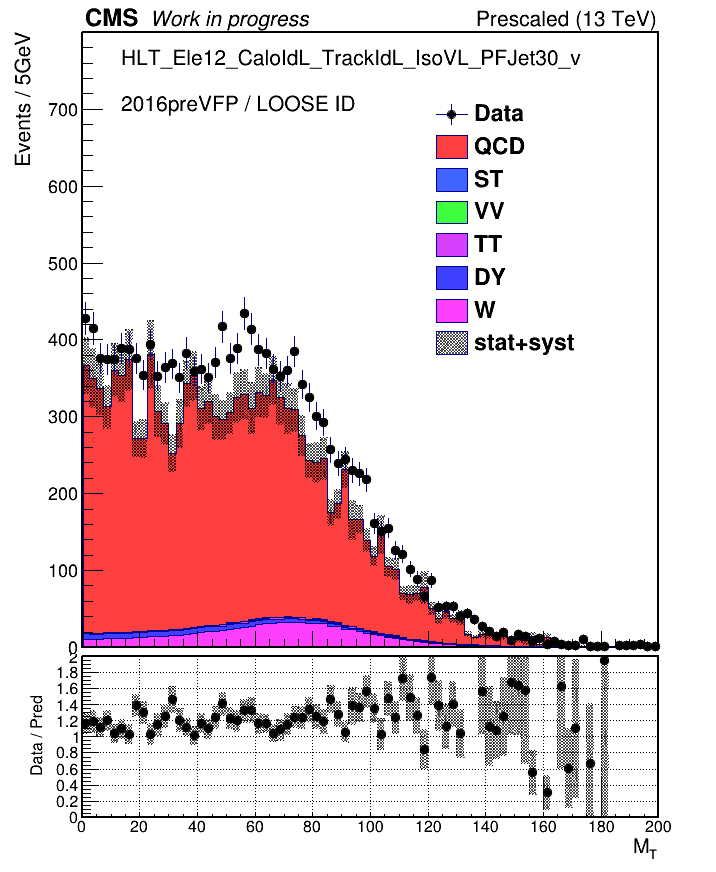 CMS Work in progress Prescaled (13 TeV)
Events / 5GeV
HLT_Ele12_CaloIdL_TrackIdL_IsoVL_PFJet30_v
2016preVFP / LOOSE ID
Data
QCD
ST
VV
TT
DY
W
stat+syst
700
600
500
400
300
200
100
0
Data / Pred
2
1.8
1.6
1.4
1.2
1
0.8
0.6
0.4
0.2
0
0 20 40 60 80 100 120 140 160 180 200
M_T